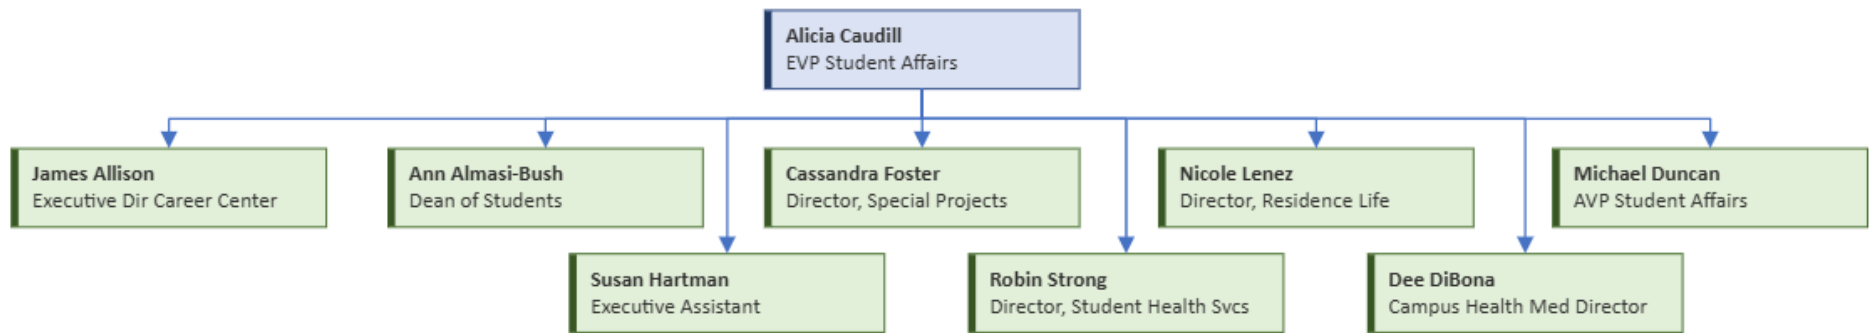 Alicia Caudill
EVP Student Affairs
James Allison
Executive Dir Career Center
Ann Almasi-Bush
Dean of Students
Cassandra Foster
Director, Special Projects
Nicole Lenez
Director, Residence Life
Michael Duncan
AVP Student Affairs
Susan Hartman
Executive Assistant
Robin Strong
Director, Student Health Svcs
Dee DiBona
Campus Health Med Director